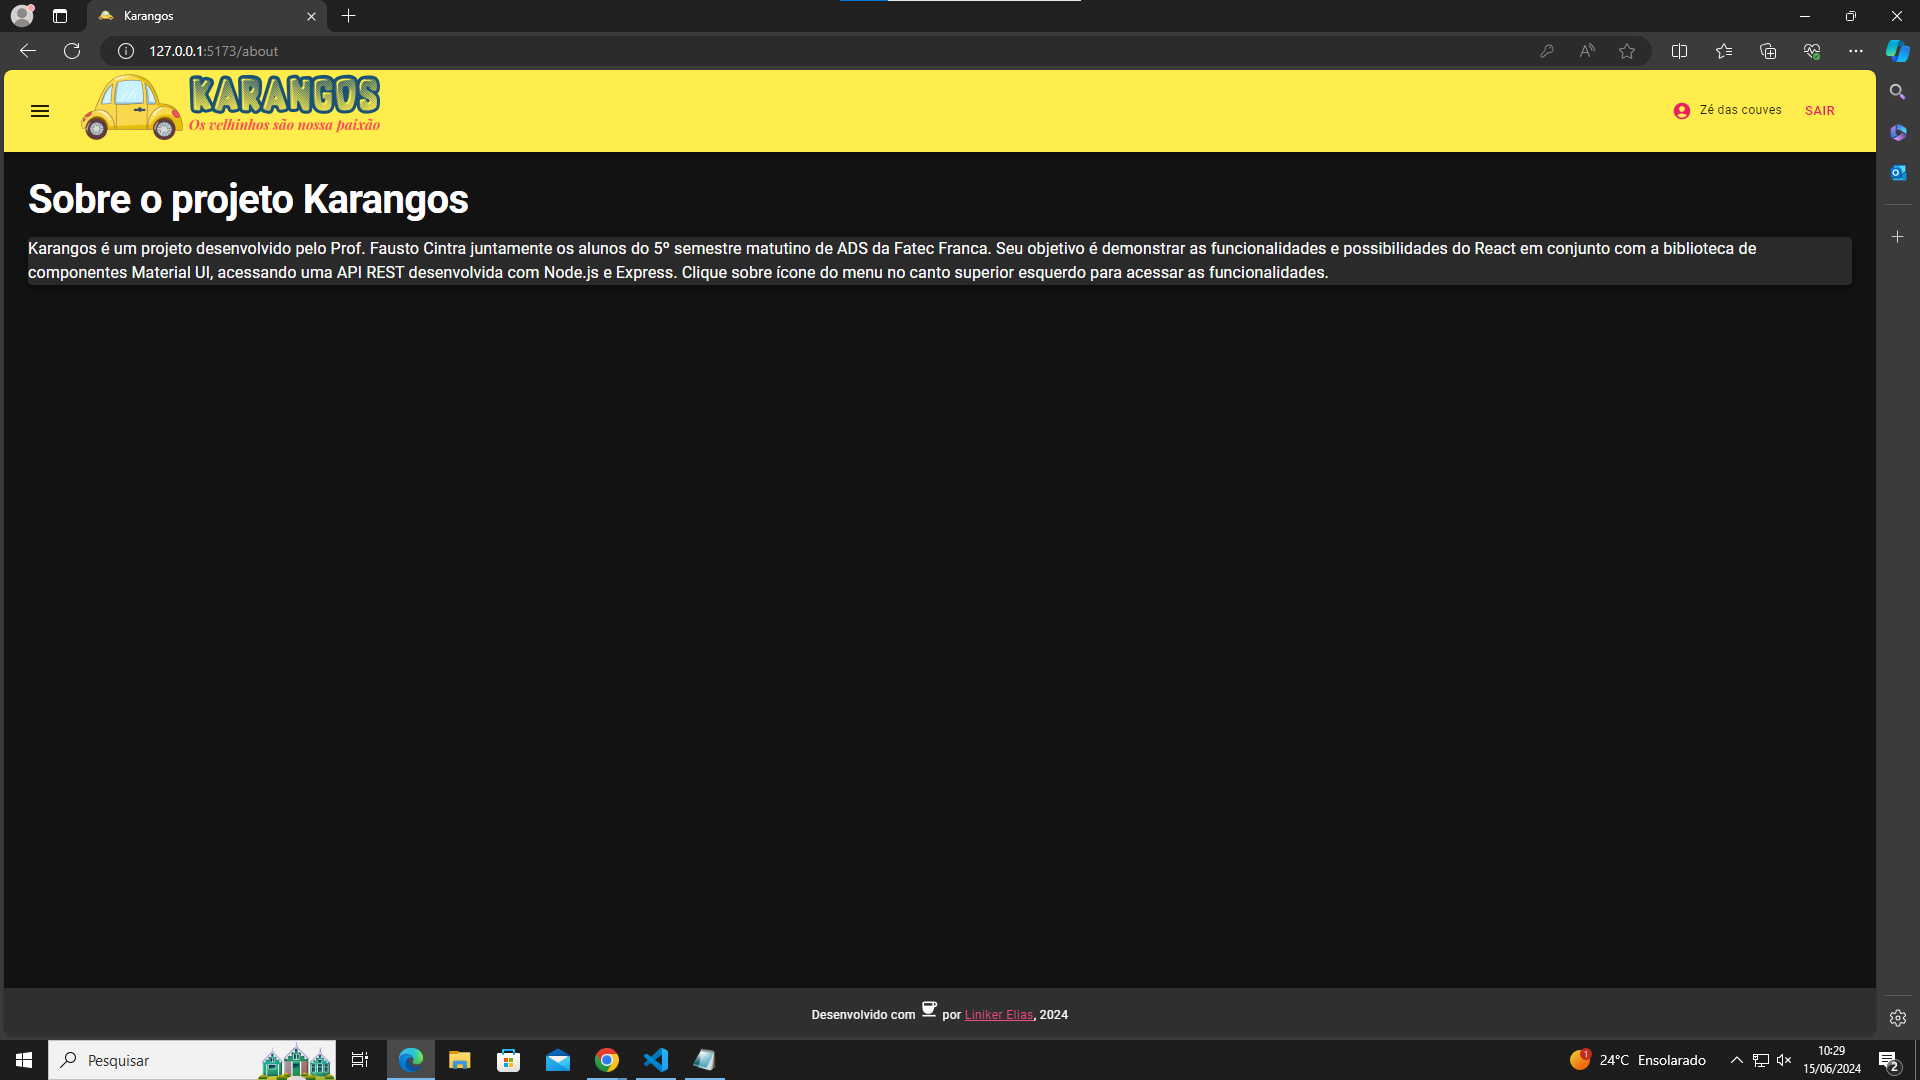 Karangos
127.0.0.1:5173/about
KARANGOS
Os velhinhos são nossa paixão
Zé das couves
SAIR
Sobre o projeto Karangos
Karangos é um projeto desenvolvido pelo Prof. Fausto Cintra juntamente os alunos do 5º semestre matutino de ADS da Fatec Franca. Seu objetivo é demonstrar as funcionalidades e possibilidades do React em conjunto com a biblioteca de
componentes Material UI, acessando uma API REST desenvolvida com Node.js e Express. Clique sobre ícone do menu no canto superior esquerdo para acessar as funcionalidades.
Desenvolvido com por Liniker Elias, 2024
Pesquisar
1
24°C Ensolarado
10:29
15/06/2024
2